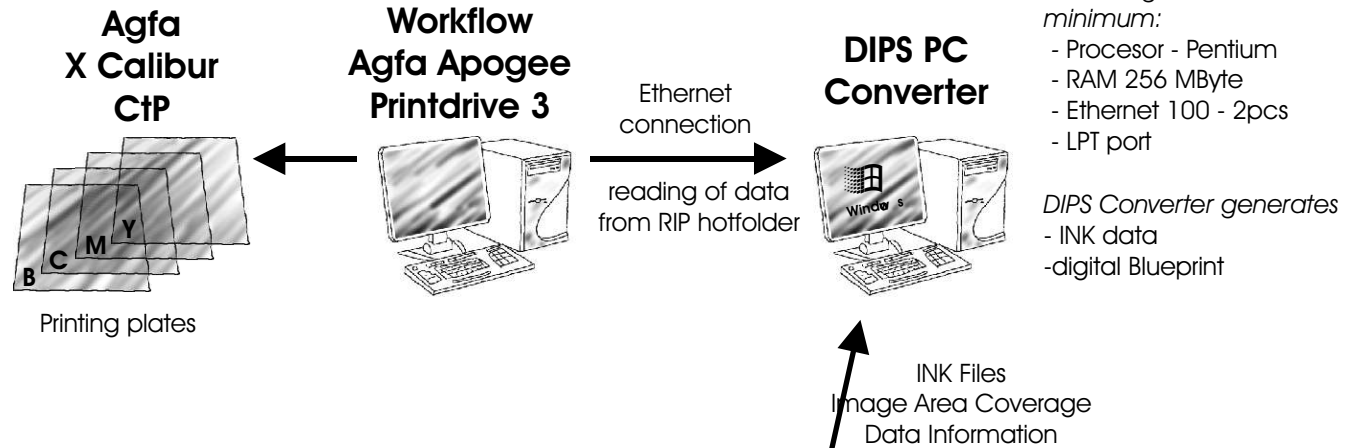 Agfa
X Calibur
CtP
B
C
M
Y
Printing plates
Workflow
Agfa Apogee
Printdrive 3
Ethernet
connection
reading of data
from RIP hotfolder
DIPS PC
Converter
Windows
minimum:
- Procesor - Pentium
- RAM 256 MByte
- Ethernet 100 - 2pcs
- LPT port
DIPS Converter generates
- INK data
-digital Blueprint
INK Files
Image Area Coverage
Data Information